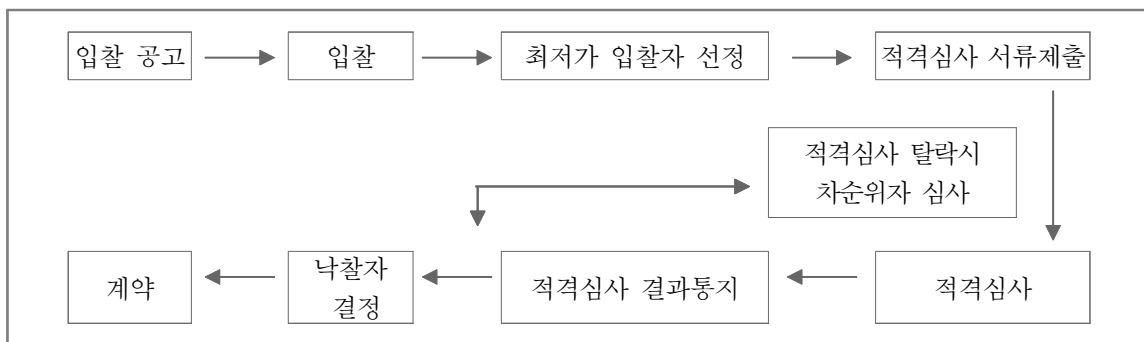 입찰 공고
입찰
최저가 입찰자 선정
적격심사 서류제출
적격심사 탈락시
차순위자 심사
적격심사
적격심사 결과통지
낙찰자
결정
계약